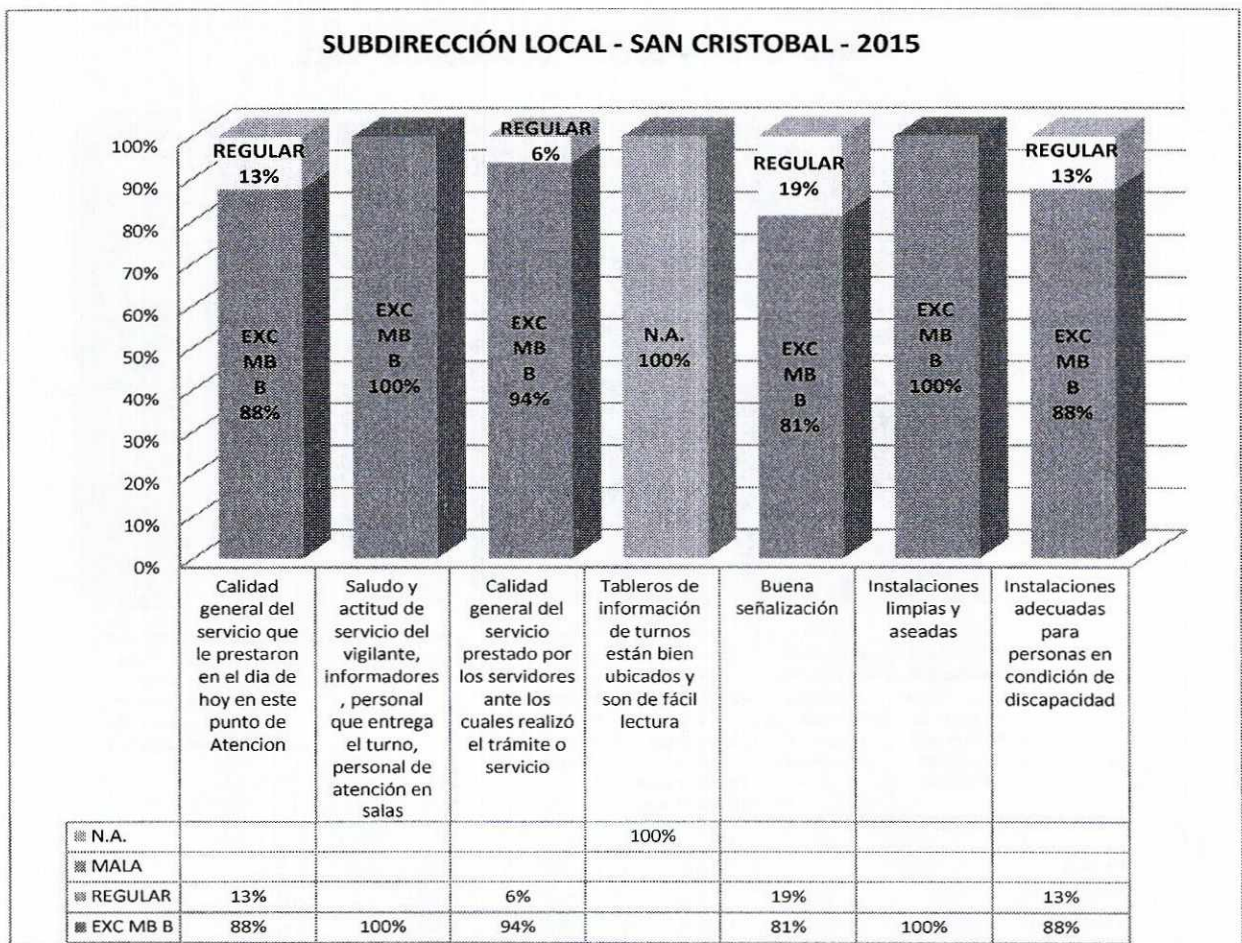 SUBDIRECCIÓN LOCAL - SAN CRISTOBAL - 2015
100%
90%
80%
70%
60%
50%
40%
30%
20%
10%
0%
REGULAR
13%
EXC
MB
B
88%
EXC
MB
B
100%
REGULAR
6%
EXC
MB
B
94%
N.A.
100%
REGULAR
19%
EXC
MB
B
81%
EXC
MB
B
100%
REGULAR
13%
EXC
MB
B
88%
Calidad
general del
servicio que
le prestaron
en el dia de
hoy en este
punto de
Atencion
Saludo y
actitud de
servicio del
vigilante,
informadores
, personal
que entrega
el turno,
personal de
atención en
salas
Calidad
general del
servicio
prestado por
los servidores
ante los
cuales realizó
el trámite o
servicio
Tableros de
información
de turnos
están bien
ubicados y
son de fácil
lectura
Buena
señalización
Instalaciones
limpias y
aseadas
Instalaciones
adecuadas
para
personas en
condición de
discapacidad
N.A. 100%
MALA
REGULAR 13% 6% 19% 13%
EXC MB B 88% 100% 94% 81% 100% 88%